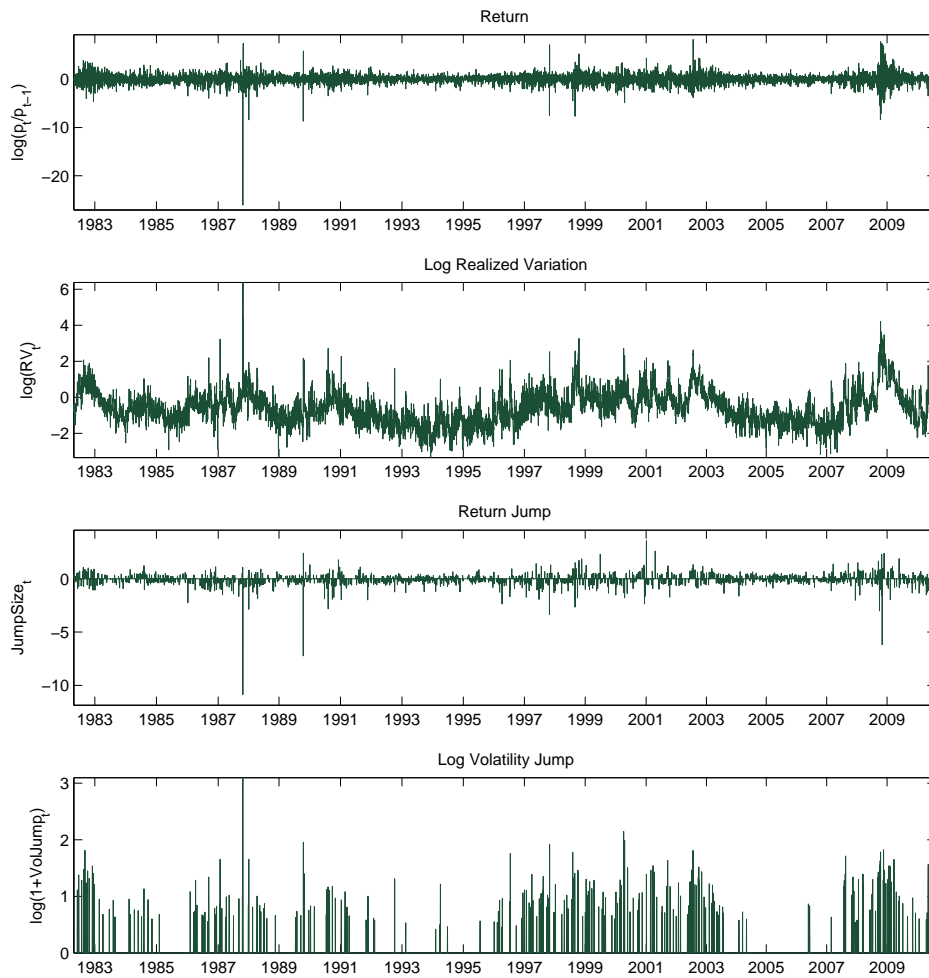 Return
log(p_t/p_{t−1})
0
−10
−20
1983 1985 1987 1989 1991 1993 1995 1997 1999 2001 2003 2005 2007 2009
Log Realized Variation
log(RV_t)
6
4
2
0
−2
1983 1985 1987 1989 1991 1993 1995 1997 1999 2001 2003 2005 2007 2009
Return Jump
JumpSize_t
0
−5
−10
1983 1985 1987 1989 1991 1993 1995 1997 1999 2001 2003 2005 2007 2009
Log Volatility Jump
log(1+VolJump_t)
3
2
1
0
1983 1985 1987 1989 1991 1993 1995 1997 1999 2001 2003 2005 2007 2009